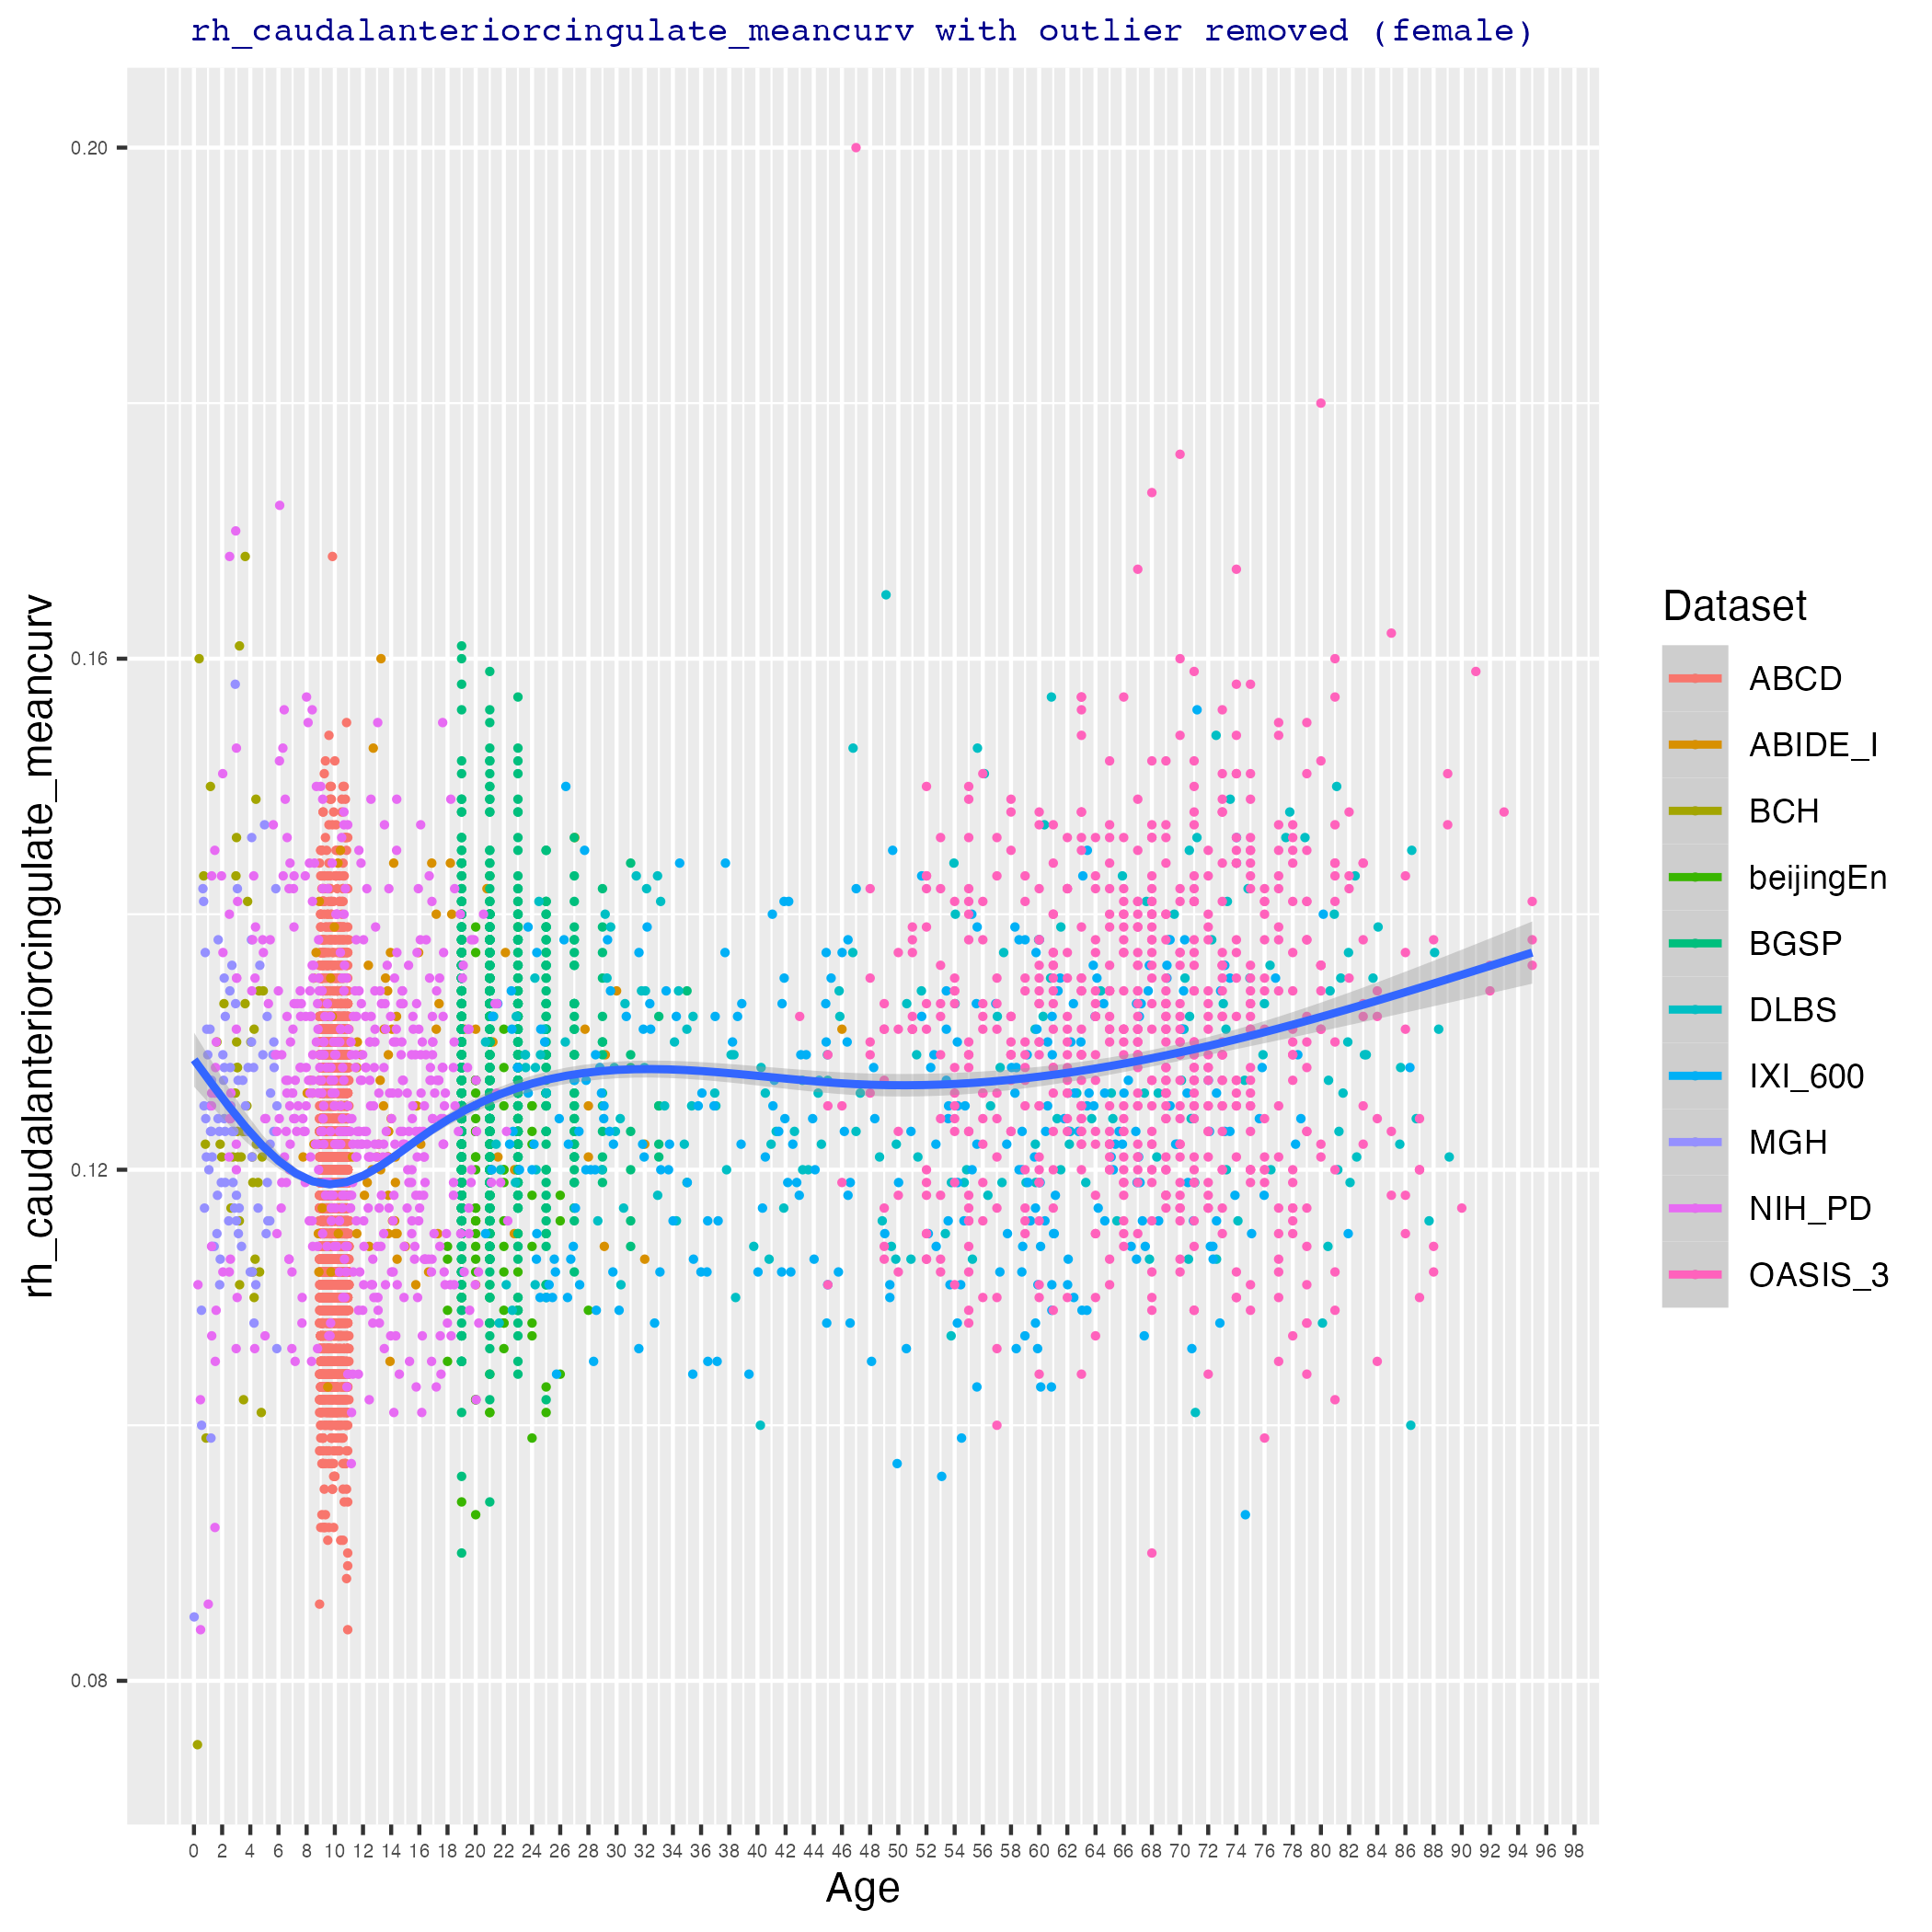 rh_caudalanteriorcingulate_meancurv with outlier removed (female)
rh_caudalanteriorcingulate_meancurv
0.20
0.16
0.12
0.08
0 2 4 6 8 10 12 14 16 18 20 22 24 26 28 30 32 34 36 38 40 42 44 46 48 50 52 54 56 58 60 62 64 66 68 70 72 74 76 78 80 82 84 86 88 90 92 94 96 98
Age
Dataset
ABCD
ABIDE_I
BCH
beijingEn
BGSP
DLBS
IXI_600
MGH
NIH_PD
OASIS_3